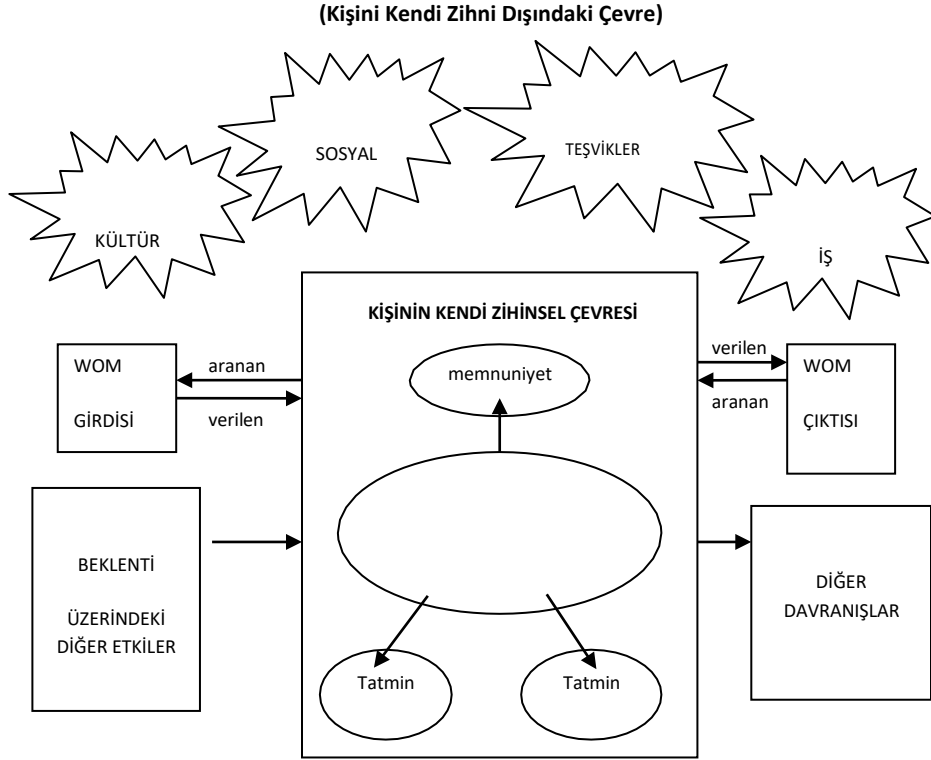 (Kişini Kendi Zihni Dışındaki Çevre)
SOSYAL
TEŞVİKLER
KÜLTÜR
İŞ
KİŞİNİN KENDİ ZİHİNSEL ÇEVRESİ
WOM
GİRDİSİ
aranan
verilen
memnuniyet
verilen
aranan
WOM
ÇIKTISI
BEKLENTİ
ÜZERİNDEKİ
DİĞER ETKİLER
DİĞER
DAVRANIŞLAR
Tatmin
Tatmin